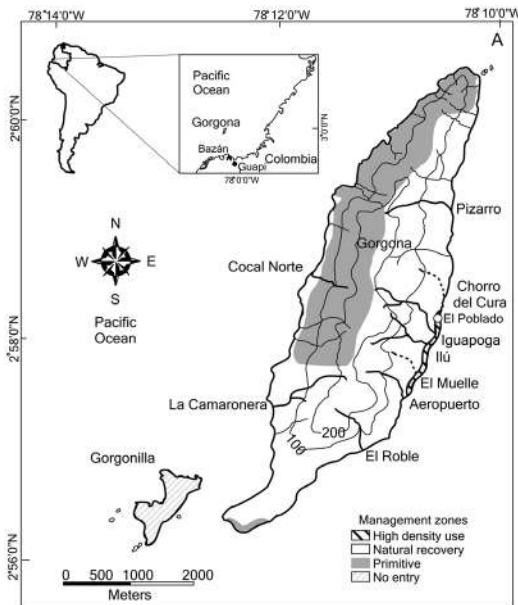 78°14'0"W
78°12'0"W
78°10'0"W
A
2°60'0"N
2°58'0"N
2°56'0"N
Pacific
Ocean
Gorgona
Bazán
Guapi
Colombia
3°0'0"N
78°0'0"W
N
W
E
S
Pacific
Ocean
Pizarro
Gorgona
Cocal Norte
Chorro
del Cura
El Poblado
Iguapoga
Ilú
El Muelle
Aeropuerto
La Camaronera
200
100
El Roble
Gorgonilla
Management zones
High density use
Natural recovery
Primitive
No entry
0 500 1000 2000
Meters